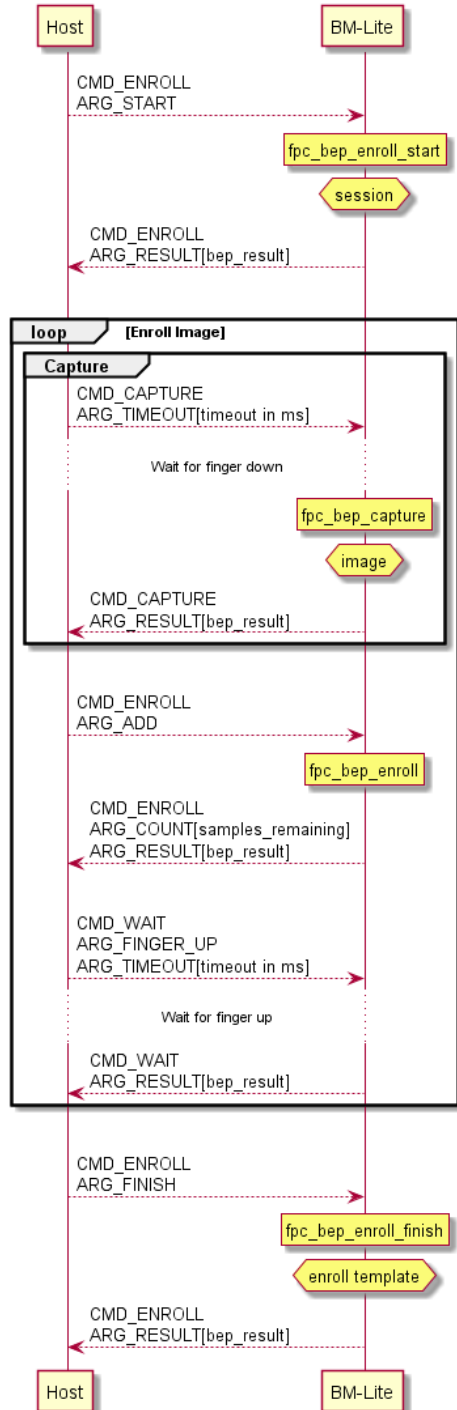 Host BM-Lite
CMD_ENROLL
ARG_START
fpc_bep_enroll_start
session
CMD_ENROLL
ARG_RESULT[bep_result]
loop [Enroll Image]
Capture
CMD_CAPTURE
ARG_TIMEOUT[timeout in ms]
Wait for finger down
fpc_bep_capture
image
CMD_CAPTURE
ARG_RESULT[bep_result]
CMD_ENROLL
ARG_ADD
fpc_bep_enroll
CMD_ENROLL
ARG_COUNT[samples_remaining]
ARG_RESULT[bep_result]
CMD_WAIT
ARG_FINGER_UP
ARG_TIMEOUT[timeout in ms]
Wait for finger up
CMD_WAIT
ARG_RESULT[bep_result]
CMD_ENROLL
ARG_FINISH
fpc_bep_enroll_finish
enroll template
CMD_ENROLL
ARG_RESULT[bep_result]
Host BM-Lite